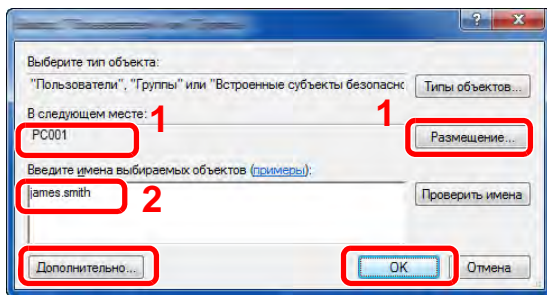 Выберите тип объекта:
"Пользователи", "Группы" или "Встроенные субъекты безопасно
Типы объектов...
В следующем месте:
1
1
PC001
Размещение...
Введите имена выбираемых объектов (примеры):
james.smith
2
Проверить имена
Дополнительно...
OK
Отмена